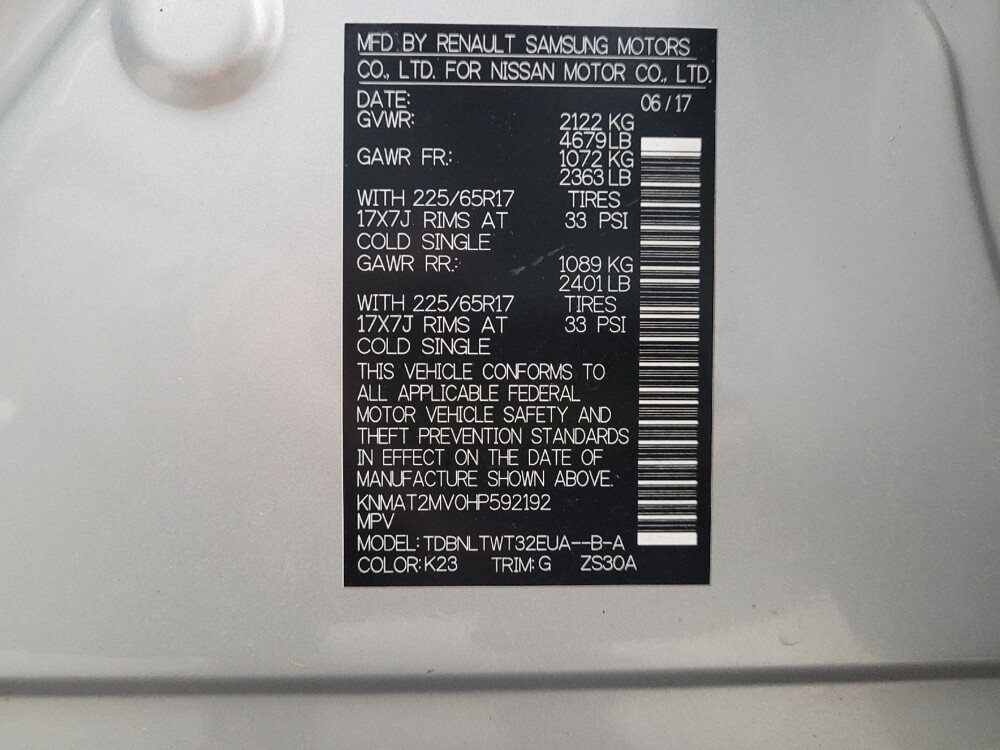 MFD. BY RENAULT SAMSUNG MOTORS
CO., LTD. FOR NISSAN MOTOR CO., LTD.
DATE: 06 / 17
GVWR: 2122 KG
4679 LB
GAWR FR.: 1072 KG
2363 LB
WITH 225/65R17 TIRES
17X7J RIMS AT 33 PSI
COLD SINGLE
GAWR RR.: 1089 KG
2401 LB
WITH 225/65R17 TIRES
17X7J RIMS AT 33 PSI
COLD SINGLE
THIS VEHICLE CONFORMS TO
ALL APPLICABLE FEDERAL
MOTOR VEHICLE SAFETY AND
THEFT PREVENTION STANDARDS
IN EFFECT ON THE DATE OF
MANUFACTURE SHOWN ABOVE.
KNMAT2MV0HP592192
MPV
MODEL: TDBNLTWT32EUA--B-A
COLOR: K23 TRIM: G ZS30A